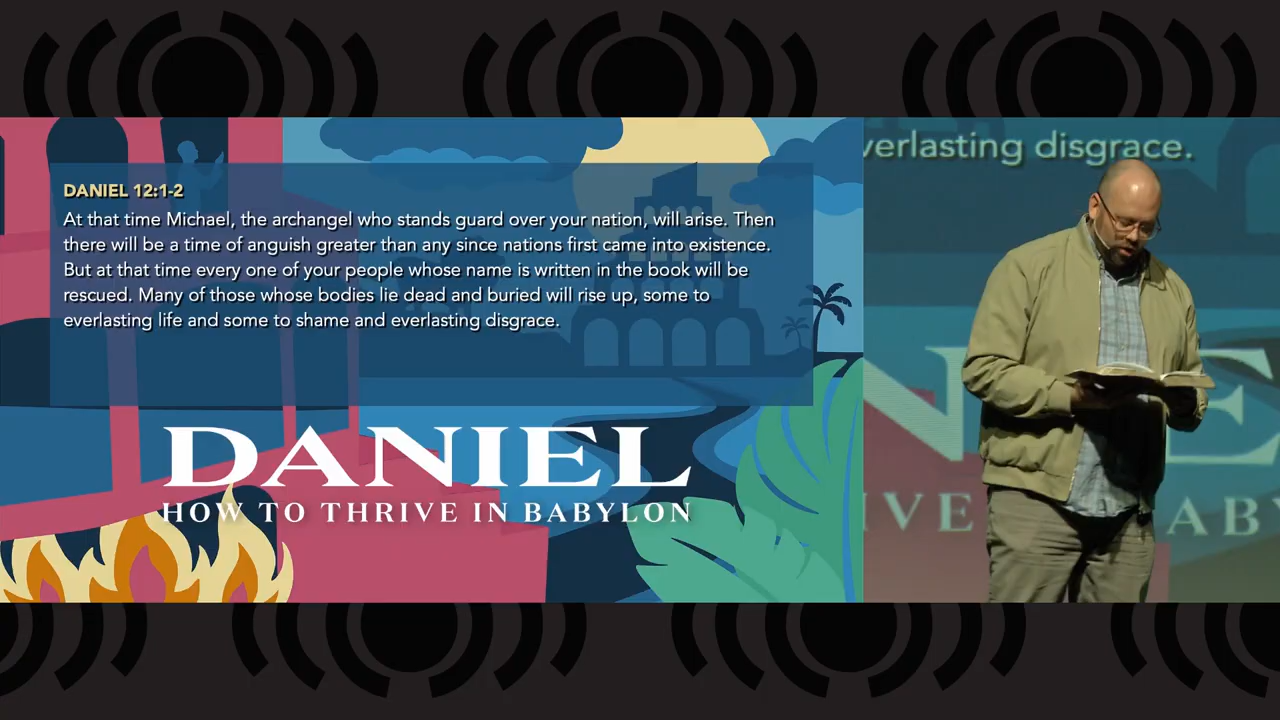 DANIEL 12:1-2
At that time Michael, the archangel who stands guard over your nation, will arise. Then
there will be a time of anguish greater than any since nations first came into existence.
But at that time every one of your people whose name is written in the book will be
rescued. Many of those whose bodies lie dead and buried will rise up, some to
everlasting life and some to shame and everlasting disgrace.
DANIEL
HOW TO THRIVE IN BABYLON
verlasting disgrace.
N E
IVE ABY